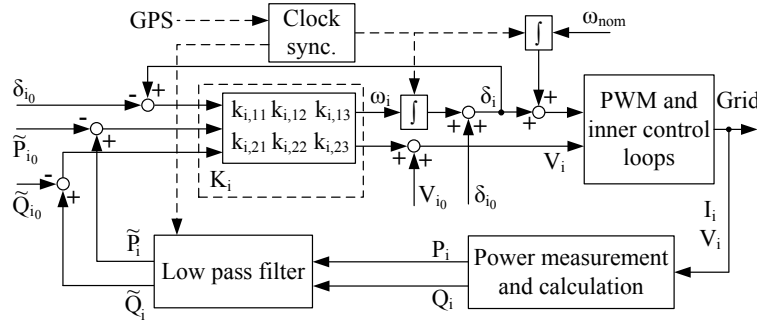 GPS
Clock
sync.
∫
ω_nom
δ_i0
-
+
k_i,11 k_i,12 k_i,13
k_i,21 k_i,22 k_i,23
K_i
ω_i
∫
+
+
δ_i
+
+
PWM and
inner control
loops
Grid
-
+
P̃_i0
-
+
Q̃_i0
+
+
V_i0
δ_i0
V_i
I_i
V_i
P̃_i
Q̃_i
Low pass filter
P_i
Q_i
Power measurement
and calculation